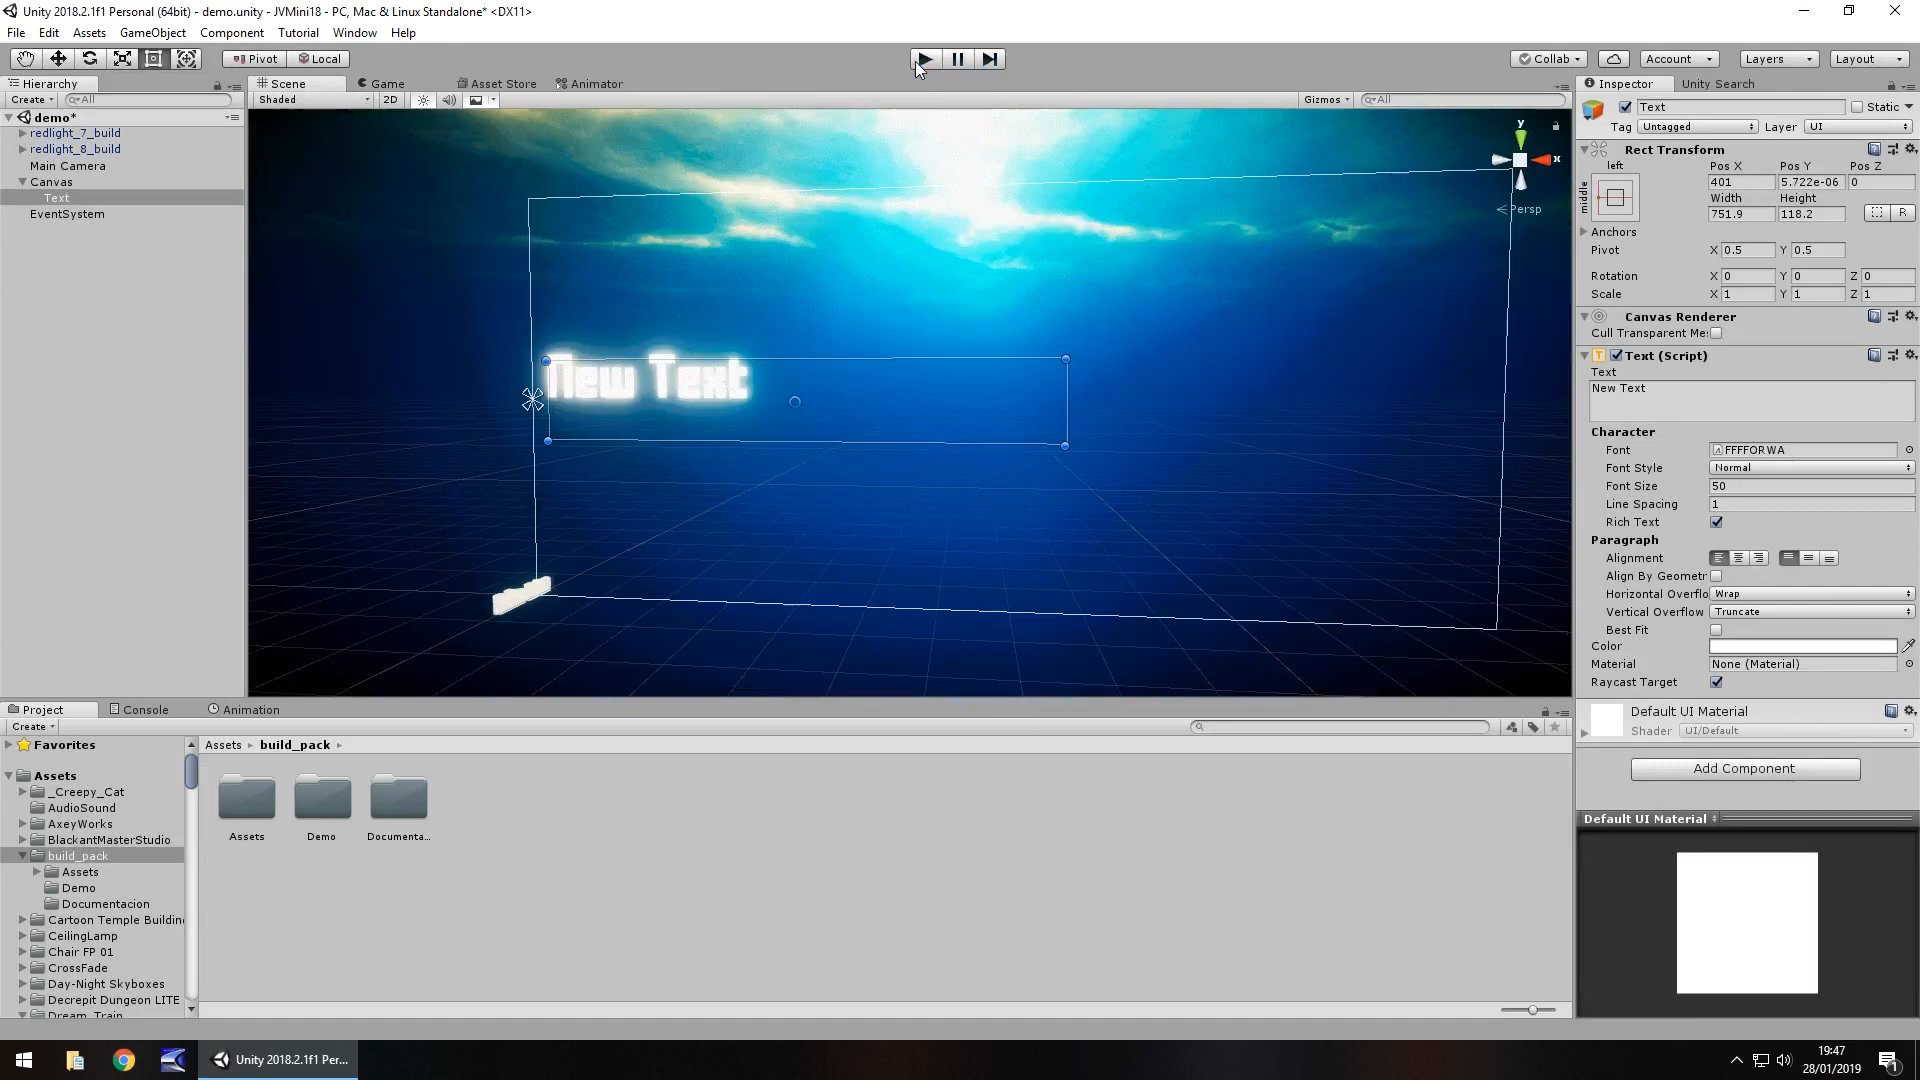 Unity 2018.2.1f1 Personal (64bit) - demo.unity - JVMini18 - PC, Mac & Linux Standalone* <DX11>
File Edit Assets GameObject Component Tutorial Window Help
Pivot Local Collab Account Layers Layout
Hierarchy Scene Game Asset Store Animator Inspector Unity Search
Create All Shaded 2D Gizmos All
demo*
redlight_7_build
redlight_8_build
Main Camera
Canvas
Text
EventSystem
y
x
Persp
New Text
Text Static
Tag Untagged Layer UI
Rect Transform
left Pos X Pos Y Pos Z
middle 401 5.722e-06 0
Width Height
751.9 118.2 R
Anchors
Pivot X 0.5 Y 0.5
Rotation X 0 Y 0 Z 0
Scale X 1 Y 1 Z 1
Canvas Renderer
Cull Transparent Me
Text (Script)
Text
New Text
Character
Font FFFFORWA
Font Style Normal
Font Size 50
Line Spacing 1
Rich Text
Paragraph
Alignment
Align By Geometr
Horizontal Overflo Wrap
Vertical Overflow Truncate
Best Fit
Color
Material None (Material)
Raycast Target
Default UI Material
Shader UI/Default
Add Component
Default UI Material
Project Console Animation
Create
Favorites
Assets
_Creepy_Cat
AudioSound
AxeyWorks
BlackantMasterStudio
build_pack
Assets
Demo
Documentacion
Cartoon Temple Building
CeilingLamp
Chair FP 01
CrossFade
Day-Night Skyboxes
Decrepit Dungeon LITE
Dream_Train
Assets build_pack
Assets Demo Documenta...
Unity 2018.2.1f1 Per...
19:47
28/01/2019
1